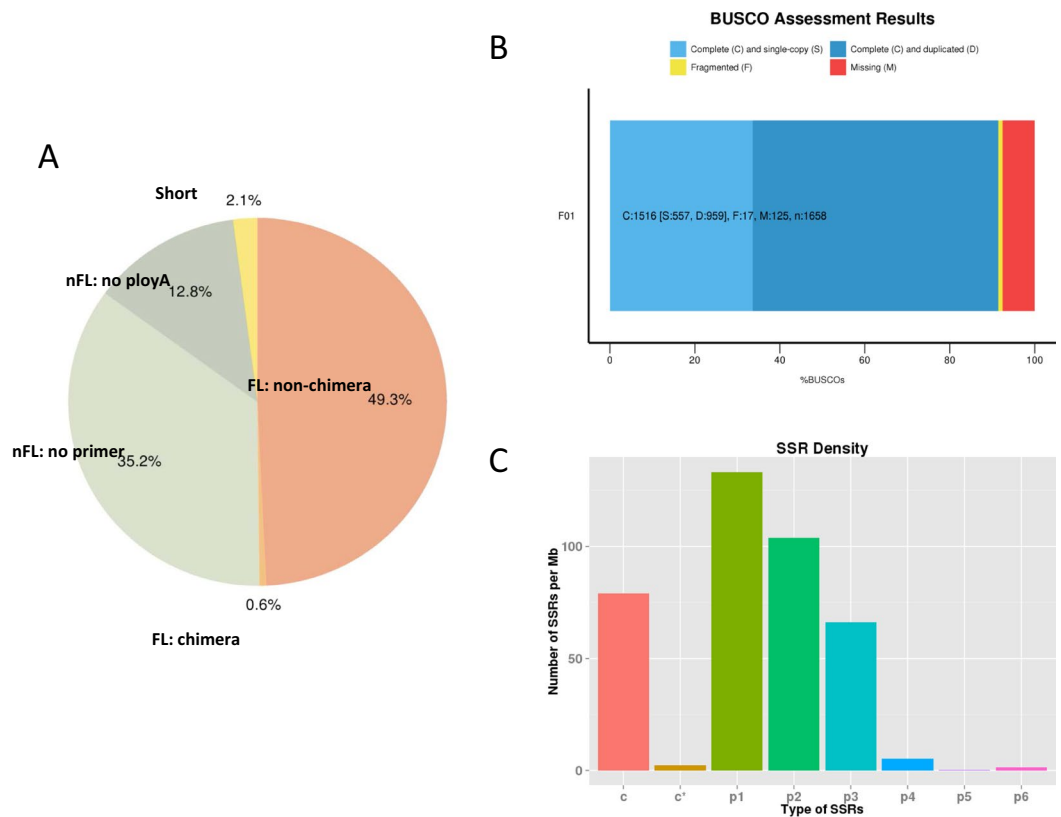 A
Short
2.1%
nFL: no ployA
12.8%
FL: non-chimera
49.3%
nFL: no primer
35.2%
0.6%
FL: chimera
B
BUSCO Assessment Results
Complete (C) and single-copy (S)
Complete (C) and duplicated (D)
Fragmented (F)
Missing (M)
F01
C:1516 [S:557, D:959], F:17, M:125, n:1658
0 20 40 60 80 100
%BUSCOs
C
SSR Density
Number of SSRs per Mb
100
50
0
c c* p1 p2 p3 p4 p5 p6
Type of SSRs